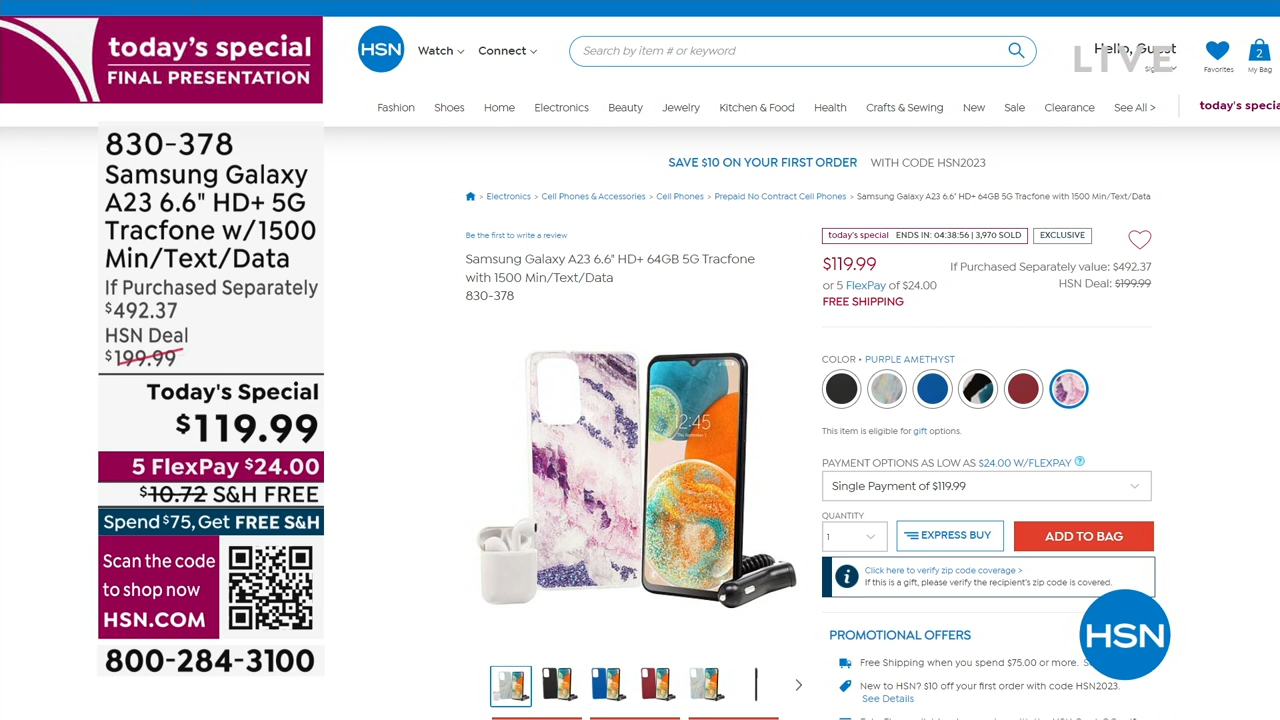 today's special
FINAL PRESENTATION
830-378
Samsung Galaxy
A23 6.6" HD+ 5G
Tracfone w/1500
Min/Text/Data
If Purchased Separately
$492.37
HSN Deal
$199.99
Today's Special
$119.99
5 FlexPay $24.00
$10.72 S&H FREE
Spend $75, Get FREE S&H
Scan the code
to shop now
HSN.COM
800-284-3100
HSN
Watch
Connect
Search by item # or keyword
Hello, Guest
LIVE
Favorites
2
My Bag
Fashion Shoes Home Electronics Beauty Jewelry Kitchen & Food Health Crafts & Sewing New Sale Clearance See All >
SAVE $10 ON YOUR FIRST ORDER WITH CODE HSN2023
> Electronics > Cell Phones & Accessories > Cell Phones > Prepaid No Contract Cell Phones > Samsung Galaxy A23 6.6" HD+ 64GB 5G Tracfone with 1500 Min/Text/Data
Be the first to write a review
Samsung Galaxy A23 6.6" HD+ 64GB 5G Tracfone
with 1500 Min/Text/Data
830-378
today's special ENDS IN: 04:38:56 | 3,970 SOLD EXCLUSIVE
$119.99 If Purchased Separately value: $492.37
or 5 FlexPay of $24.00 HSN Deal: $199.99
FREE SHIPPING
COLOR • PURPLE AMETHYST
12:45
This item is eligible for gift options.
PAYMENT OPTIONS AS LOW AS $24.00 W/FLEXPAY ?
Single Payment of $119.99
QUANTITY
1
EXPRESS BUY
ADD TO BAG
Click here to verify zip code coverage >
If this is a gift, please verify the recipient's zip code is covered.
PROMOTIONAL OFFERS
HSN
Free Shipping when you spend $75.00 or more.
New to HSN? $10 off your first order with code HSN2023.
See Details